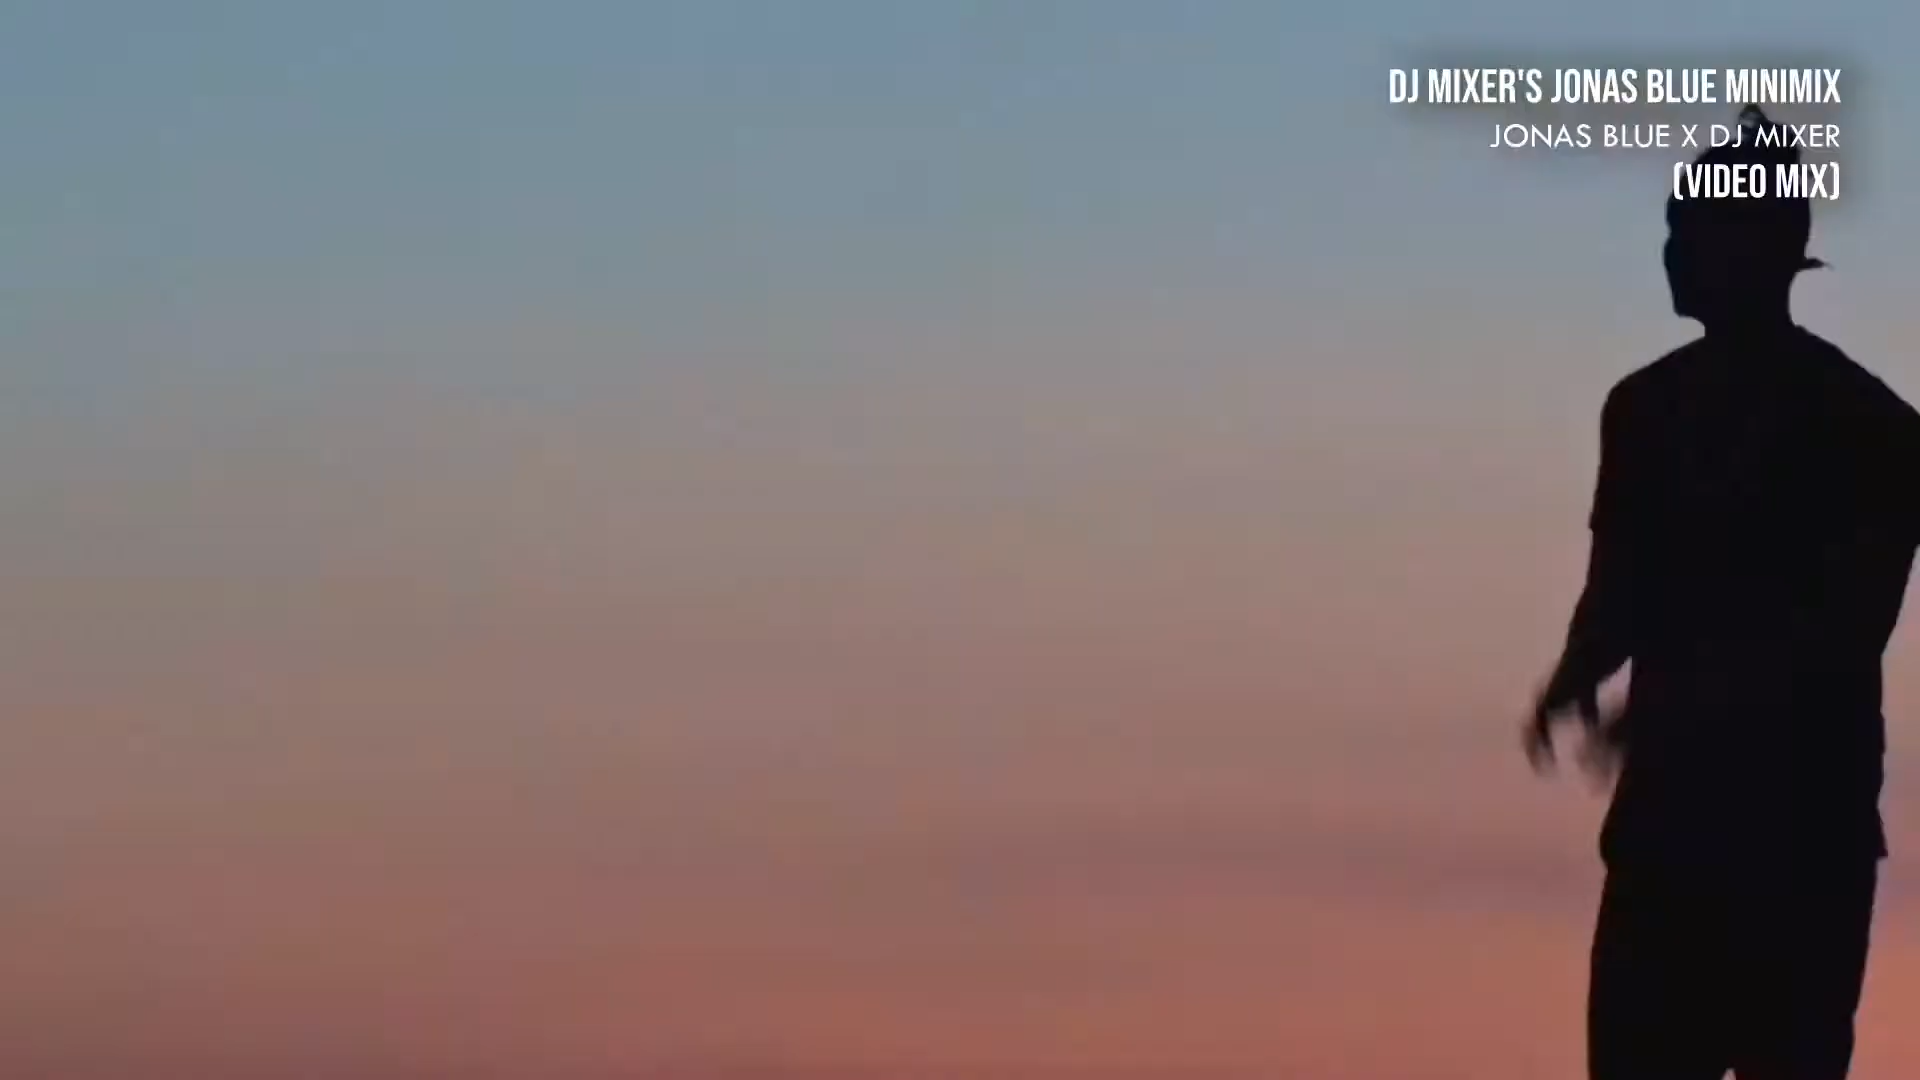 DJ MIXER'S JONAS BLUE MINIMIX
JONAS BLUE X DJ MIXER
(VIDEO MIX)